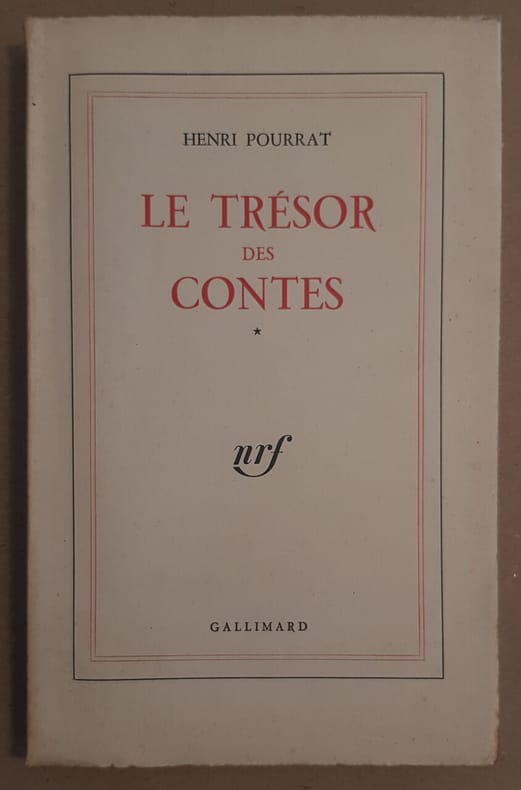 HENRI POURRAT
LE TRÉSOR
DES
CONTES
*
nrf
GALLIMARD